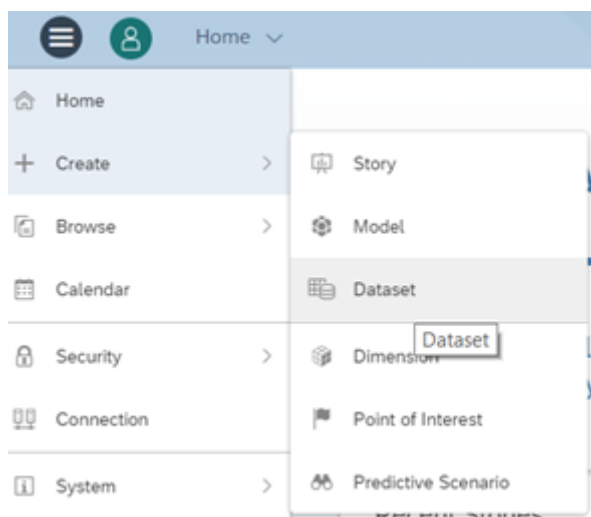 Home
Home
Create
Browse
Calendar
Security
Connection
System
Story
Model
Dataset
Dataset
Dimension
Point of Interest
Predictive Scenario